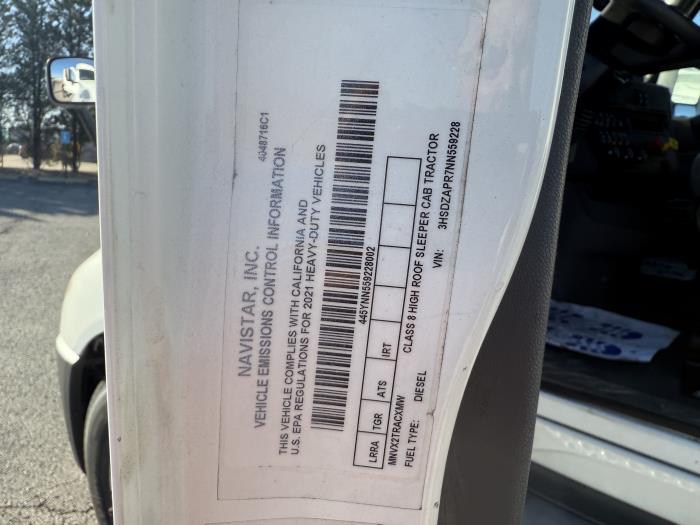 4048716C1
NAVISTAR, INC.
VEHICLE EMISSIONS CONTROL INFORMATION
THIS VEHICLE COMPLIES WITH CALIFORNIA AND
U.S. EPA REGULATIONS FOR 2021 HEAVY-DUTY VEHICLES
445YNN559228002
LRRA TGR ATS IRT
MNVX2TRACXMW
FUEL TYPE: DIESEL CLASS 8 HIGH ROOF SLEEPER CAB TRACTOR
VIN: 3HSDZAPR7NN559228